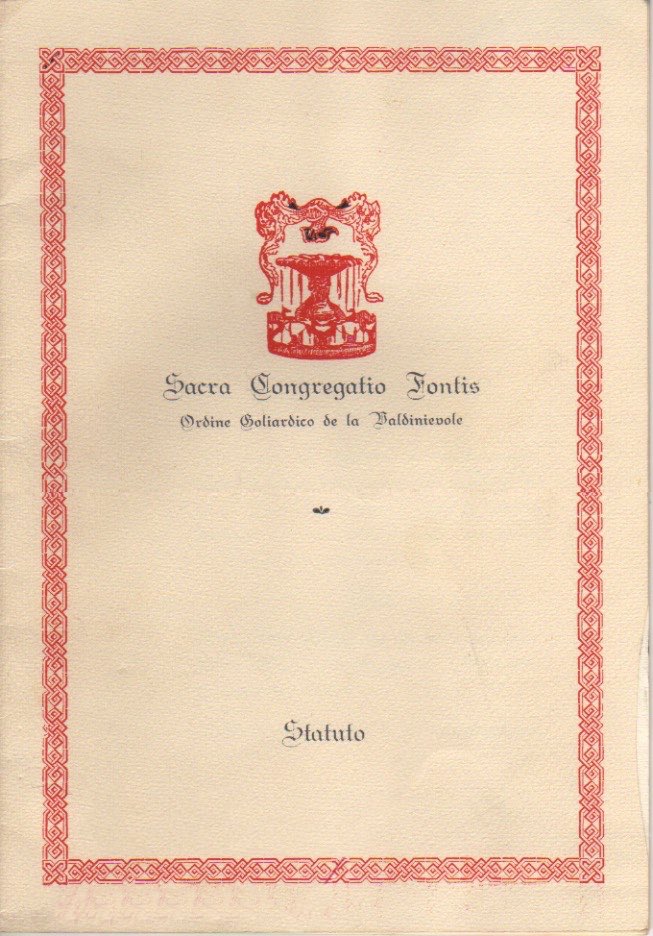 Sacra Congregatio Fontis
Ordine Goliardico de la Valdinievole
Statuto